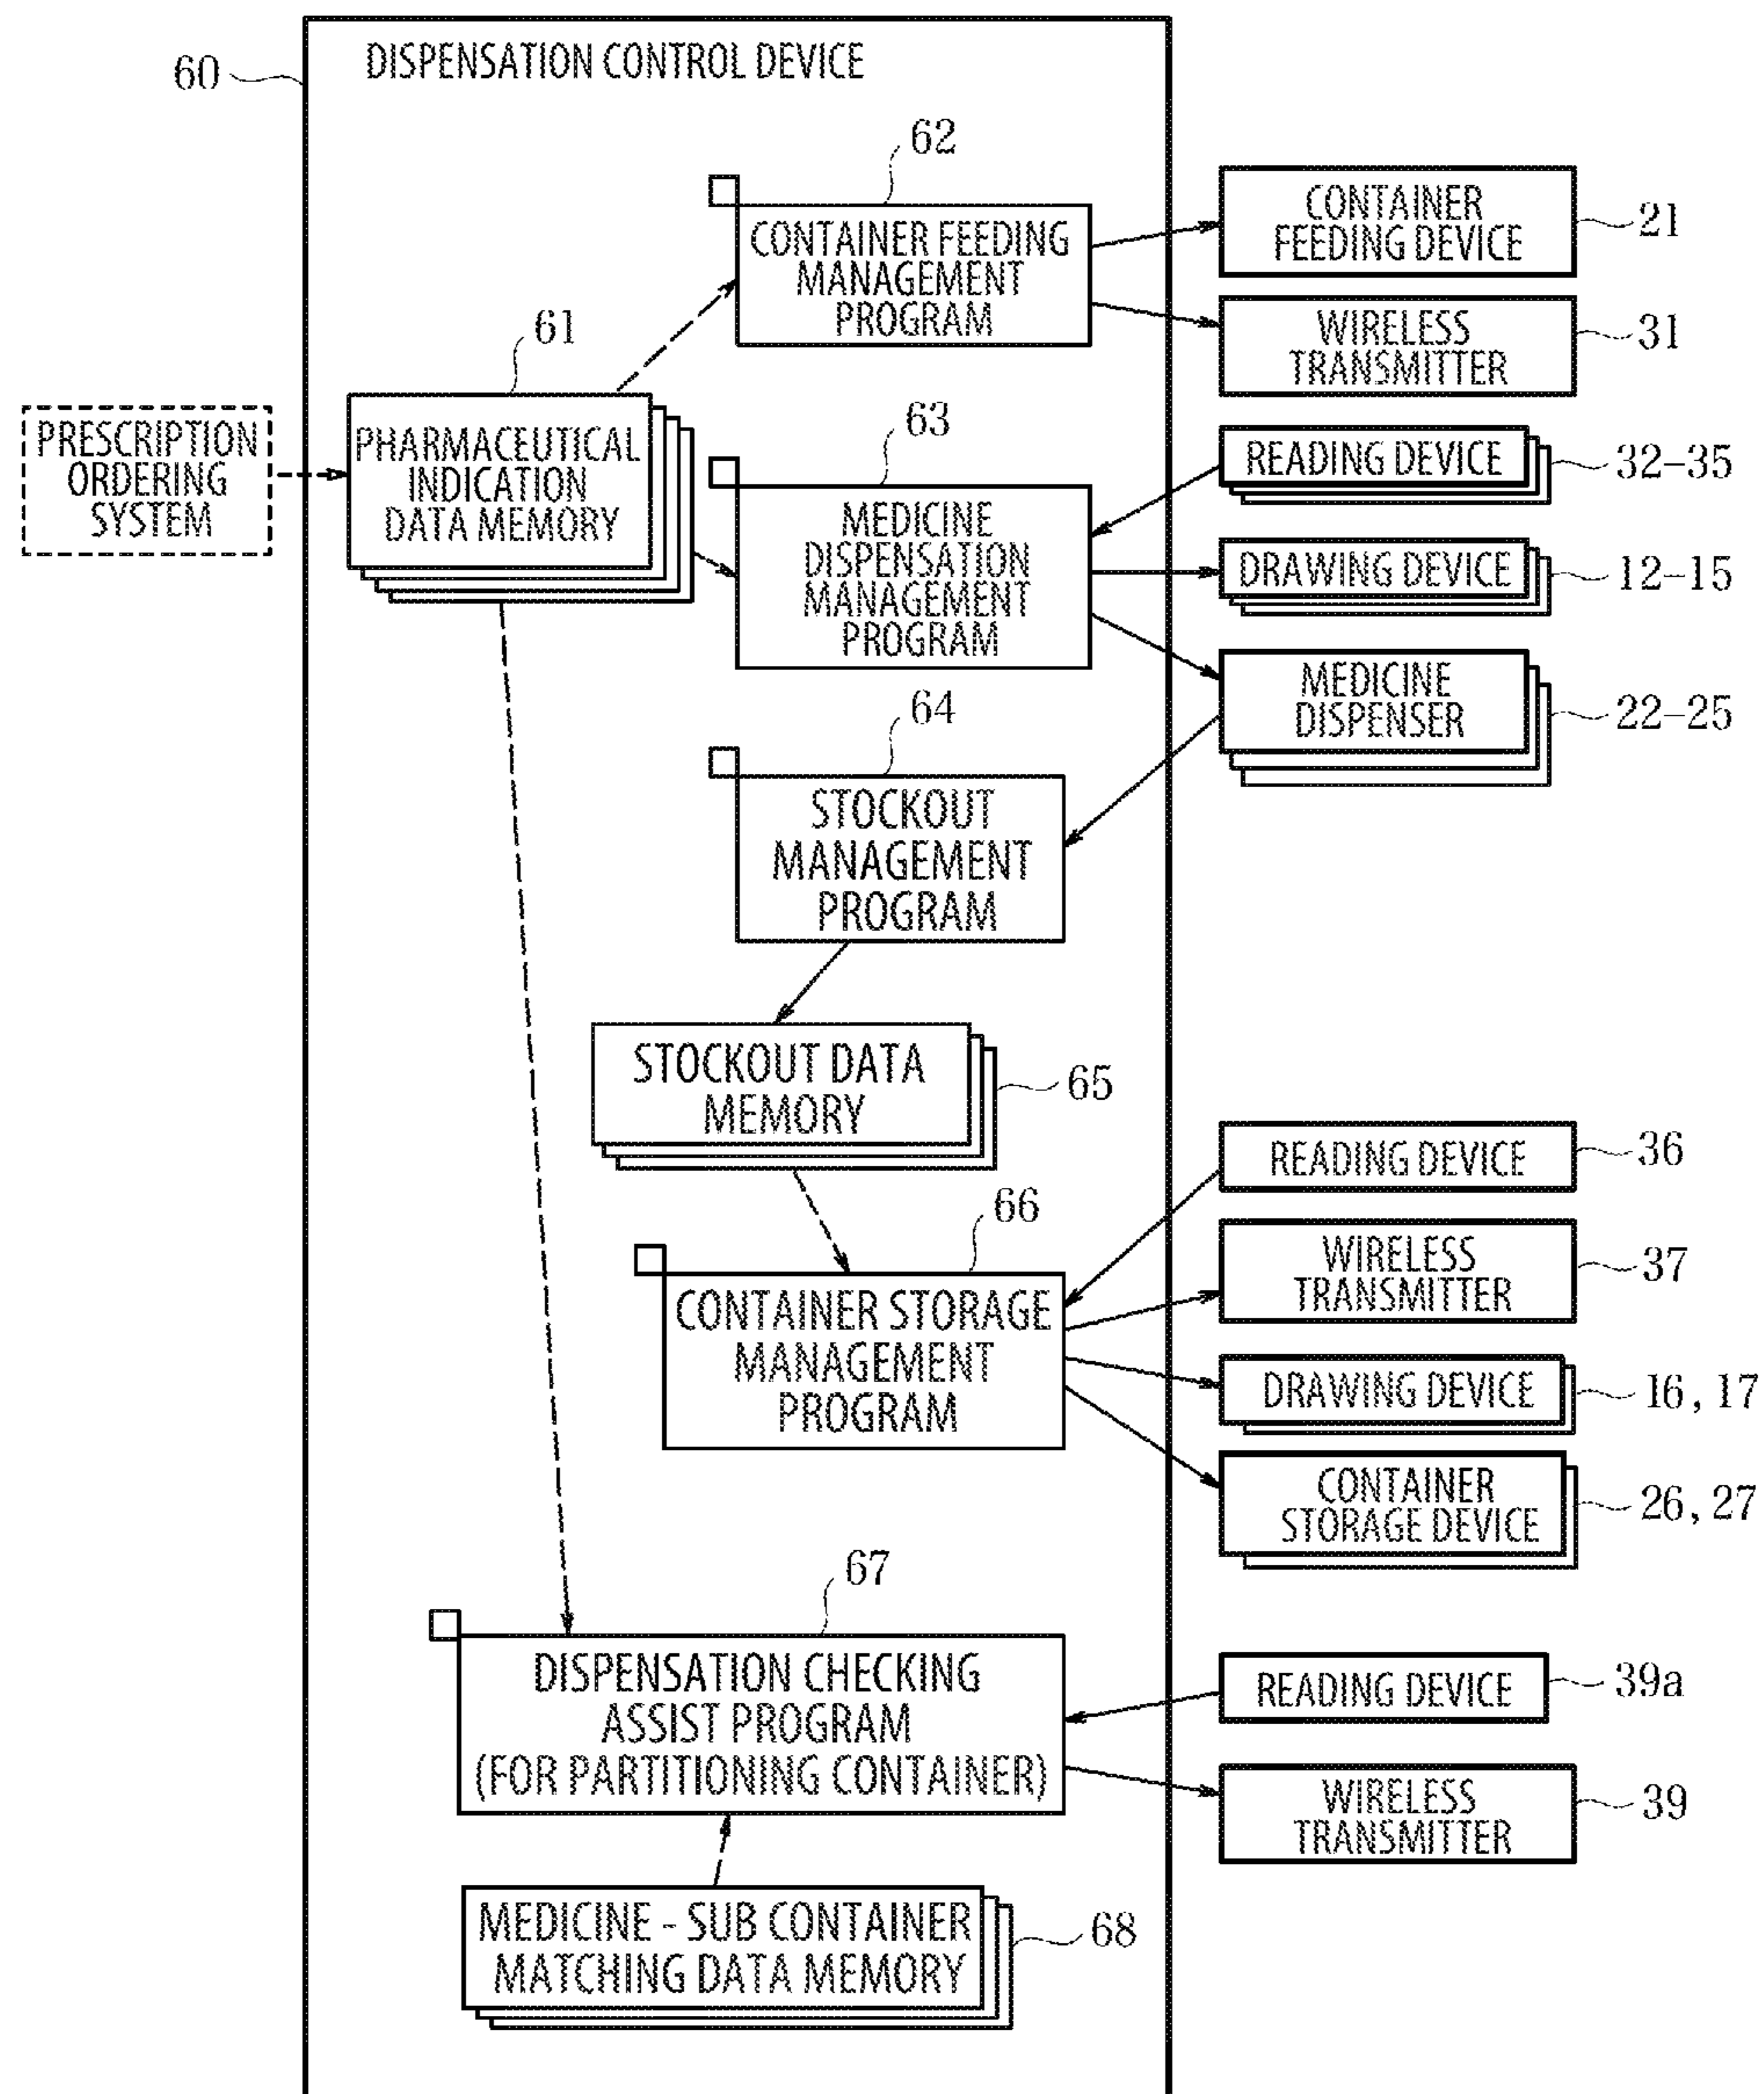 60
DISPENSATION CONTROL DEVICE
62
CONTAINER FEEDING
MANAGEMENT
PROGRAM
CONTAINER
FEEDING DEVICE
21
WIRELESS
TRANSMITTER
31
61
PRESCRIPTION
ORDERING
SYSTEM
PHARMACEUTICAL
INDICATION
DATA MEMORY
63
MEDICINE
DISPENSATION
MANAGEMENT
PROGRAM
READING DEVICE
32-35
DRAWING DEVICE
12-15
MEDICINE
DISPENSER
22-25
64
STOCKOUT
MANAGEMENT
PROGRAM
STOCKOUT DATA
MEMORY
65
READING DEVICE
36
66
CONTAINER STORAGE
MANAGEMENT
PROGRAM
WIRELESS
TRANSMITTER
37
DRAWING DEVICE
16, 17
CONTAINER
STORAGE DEVICE
26, 27
67
DISPENSATION CHECKING
ASSIST PROGRAM
(FOR PARTITIONING CONTAINER)
READING DEVICE
39a
WIRELESS
TRANSMITTER
39
MEDICINE - SUB CONTAINER
MATCHING DATA MEMORY
68